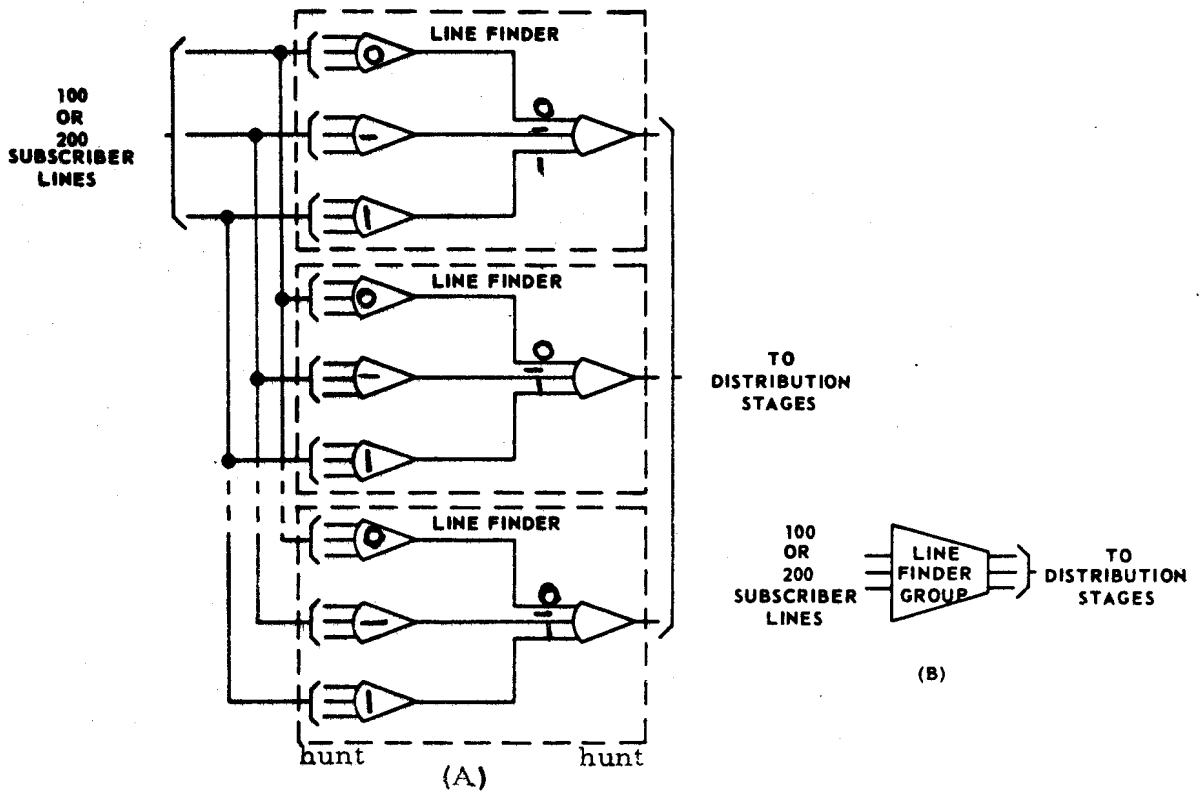 LINE FINDER
100
OR
200
SUBSCRIBER
LINES
O
O
—
—
|
|
LINE FINDER
O
O
—
—
|
|
TO
DISTRIBUTION
STAGES
LINE FINDER
O
O
—
—
|
|
hunt
hunt
(A)
100
OR
200
SUBSCRIBER
LINES
LINE
FINDER
GROUP
TO
DISTRIBUTION
STAGES
(B)